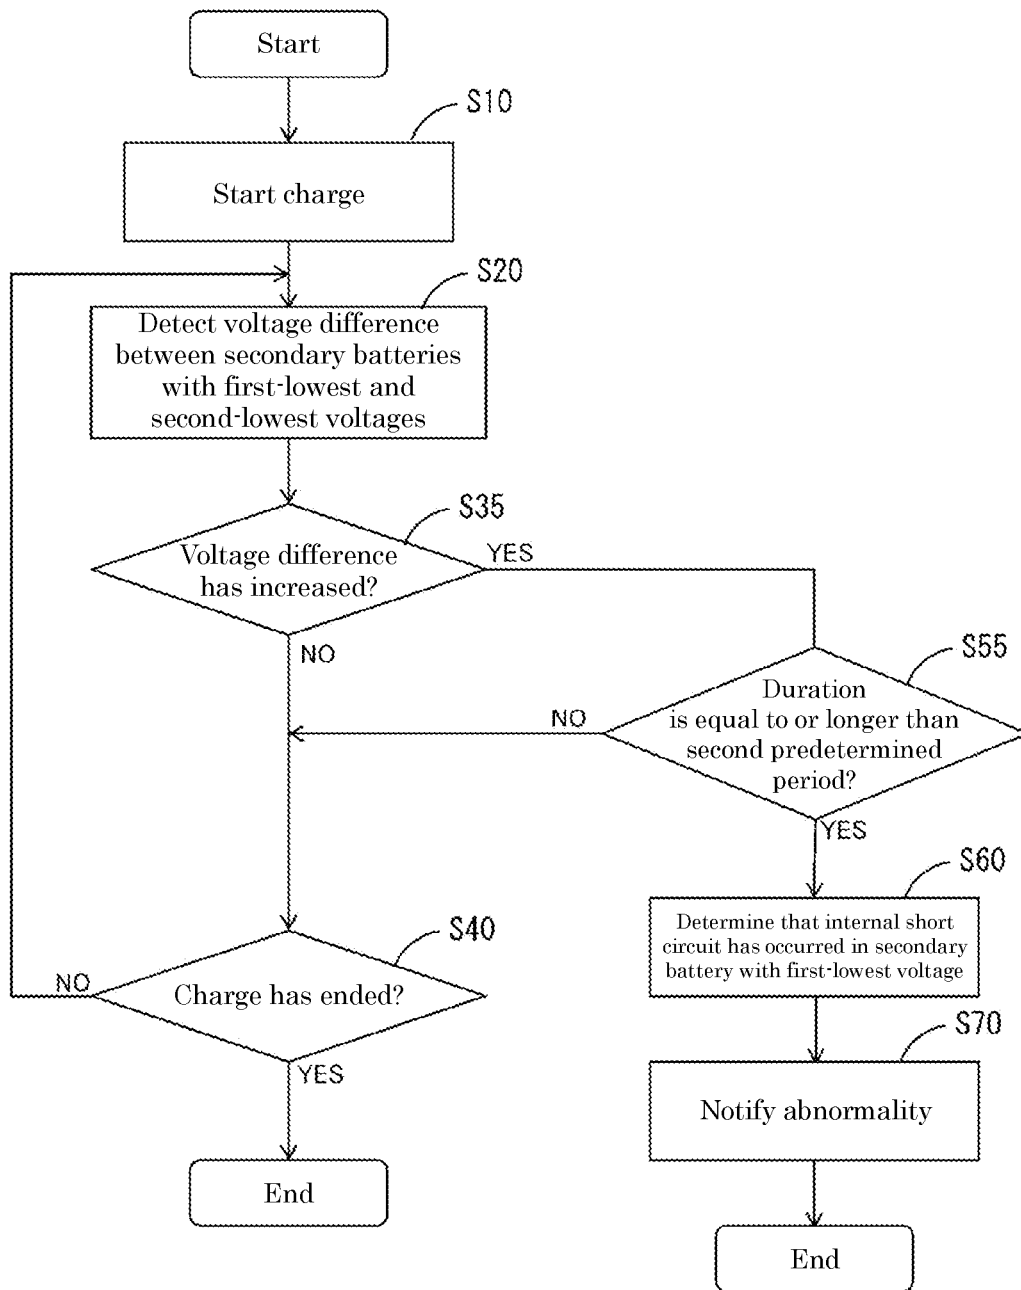 Start
S10
Start charge
S20
Detect voltage difference
between secondary batteries
with first-lowest and
second-lowest voltages
S35
Voltage difference
has increased?
YES
NO
S55
Duration
is equal to or longer than
second predetermined
period?
NO
YES
S60
Determine that internal short
circuit has occurred in secondary
battery with first-lowest voltage
S40
Charge has ended?
NO
YES
S70
Notify abnormality
End
End